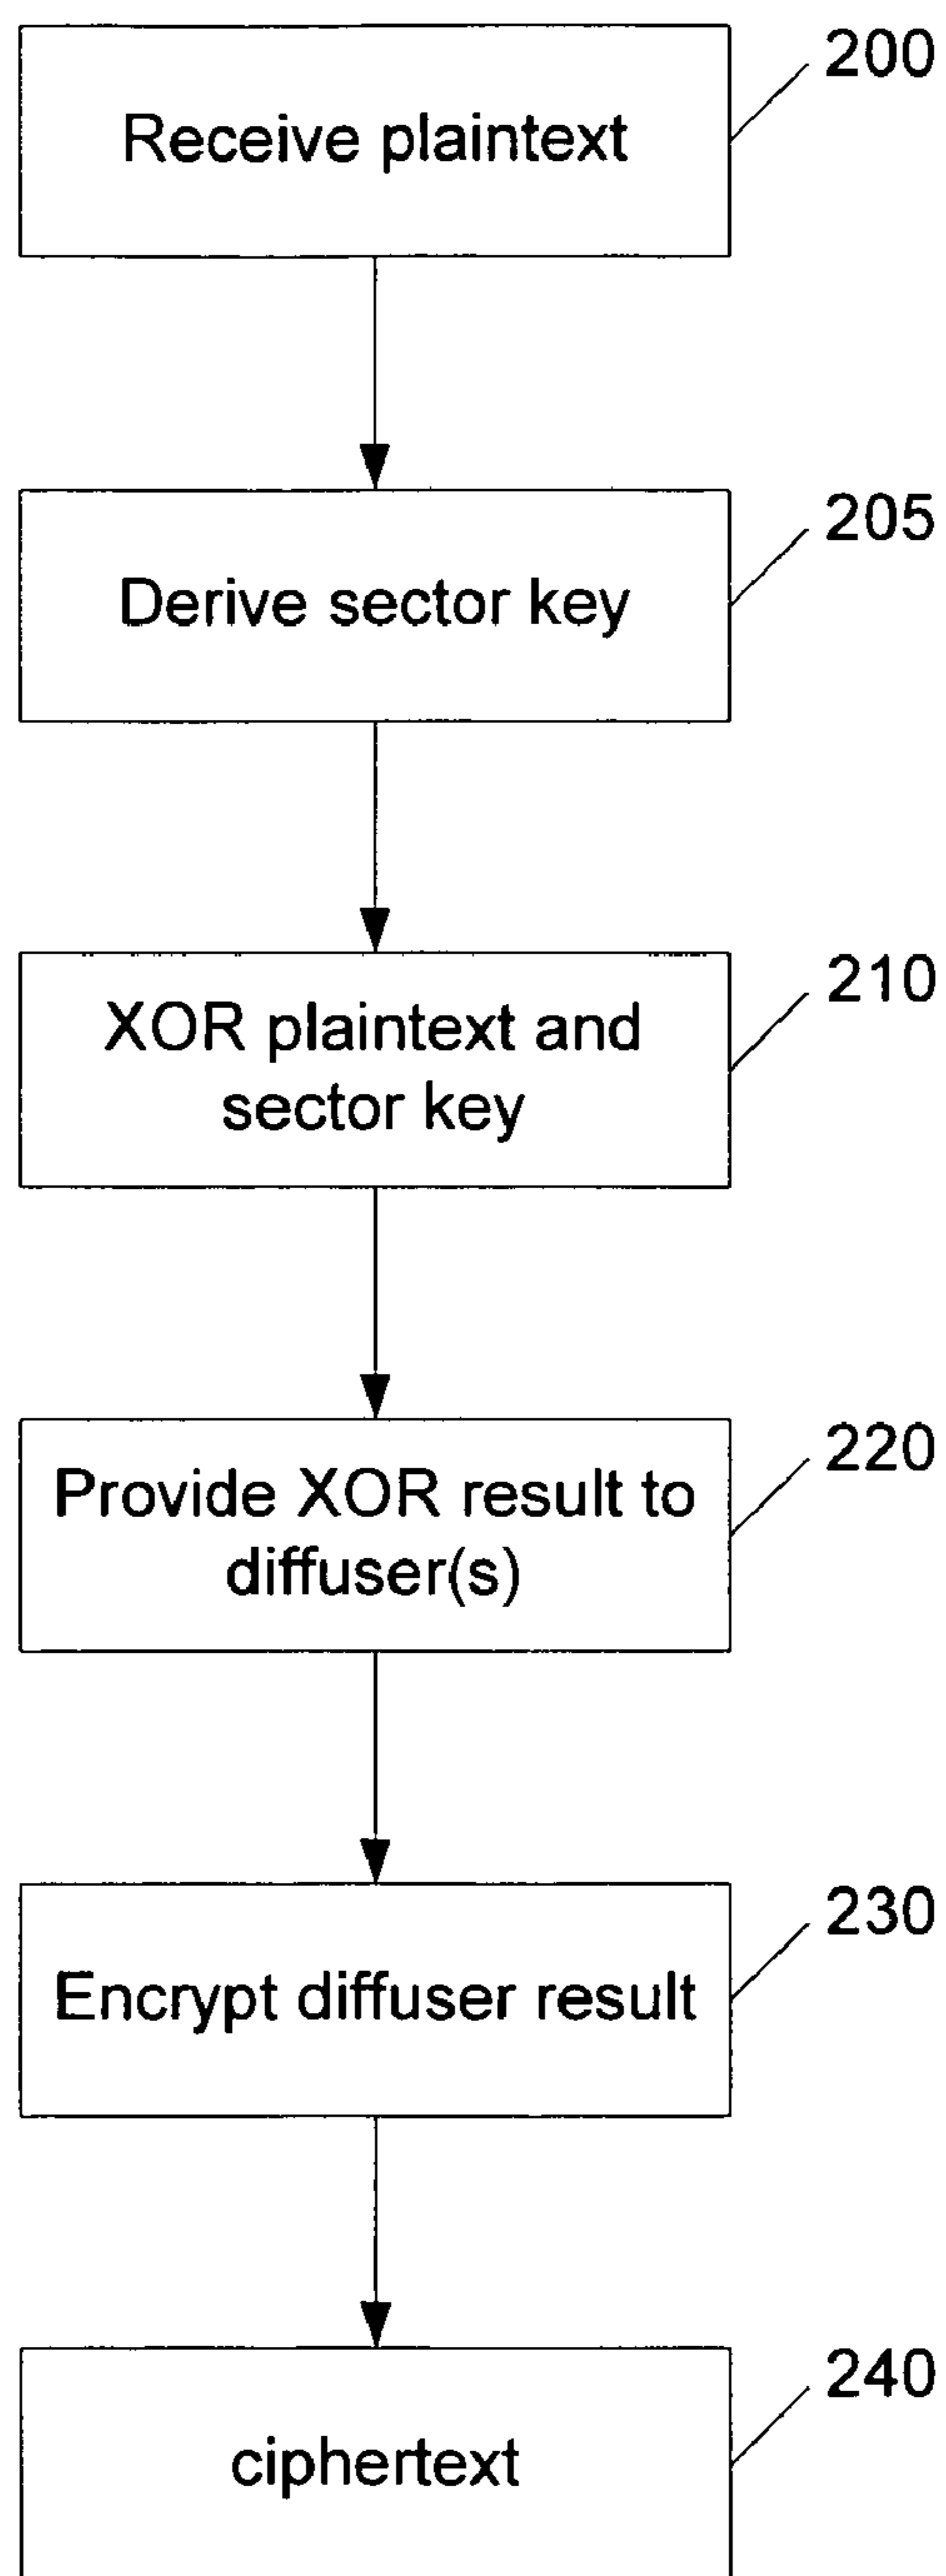 200
Receive plaintext
205
Derive sector key
210
XOR plaintext and
sector key
220
Provide XOR result to
diffuser(s)
230
Encrypt diffuser result
240
ciphertext